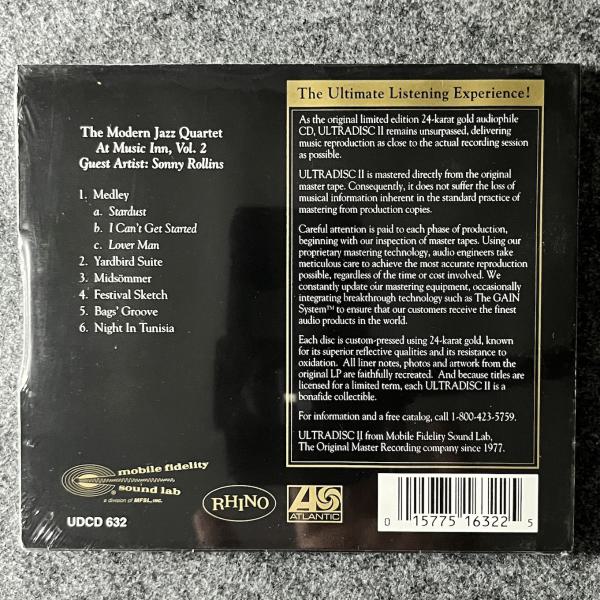 The Modern Jazz Quartet
At Music Inn, Vol. 2
Guest Artist: Sonny Rollins
1. Medley
a. Stardust
b. I Can't Get Started
c. Lover Man
2. Yardbird Suite
3. Midsömmer
4. Festival Sketch
5. Bags' Groove
6. Night In Tunisia
The Ultimate Listening Experience!
As the original limited edition 24-karat gold audiophile
CD, ULTRADISC II remains unsurpassed, delivering
music reproduction as close to the actual recording session
as possible.
ULTRADISC II is mastered directly from the original
master tape. Consequently, it does not suffer the loss of
musical information inherent in the standard practice of
mastering from production copies.
Careful attention is paid to each phase of production,
beginning with our inspection of master tapes. Using our
proprietary mastering technology, audio engineers take
meticulous care to achieve the most accurate reproduction
possible, regardless of the time or cost involved. We
constantly update our mastering equipment, occasionally
integrating breakthrough technology such as The GAIN
System™ to ensure that our customers receive the finest
audio products in the world.
Each disc is custom-pressed using 24-karat gold, known
for its superior reflective qualities and its resistance to
oxidation. All liner notes, photos and artwork from the
original LP are faithfully recreated. And because titles are
licensed for a limited term, each ULTRADISC II is a
bonafide collectible.
For information and a free catalog, call 1-800-423-5759.
ULTRADISC II from Mobile Fidelity Sound Lab,
The Original Master Recording company since 1977.
mobile fidelity
® sound lab
a division of MFSL, INC.
UDCD 632
RHINO
ATLANTIC
0 15775 16322 5